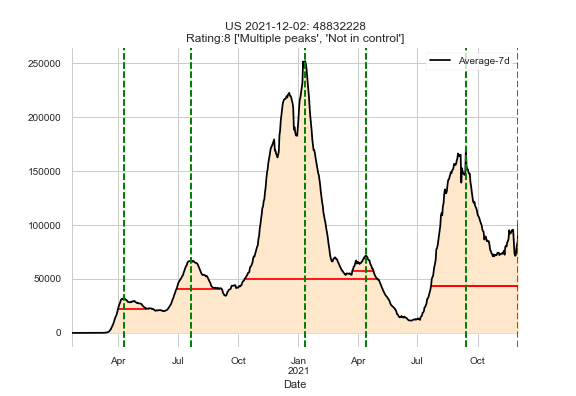 US 2021-12-02: 48832228
Rating:8 ['Multiple peaks', 'Not in control']
Average-7d
250000
200000
150000
100000
50000
0
Apr
Jul
Oct
Jan
2021
Apr
Jul
Oct
Date